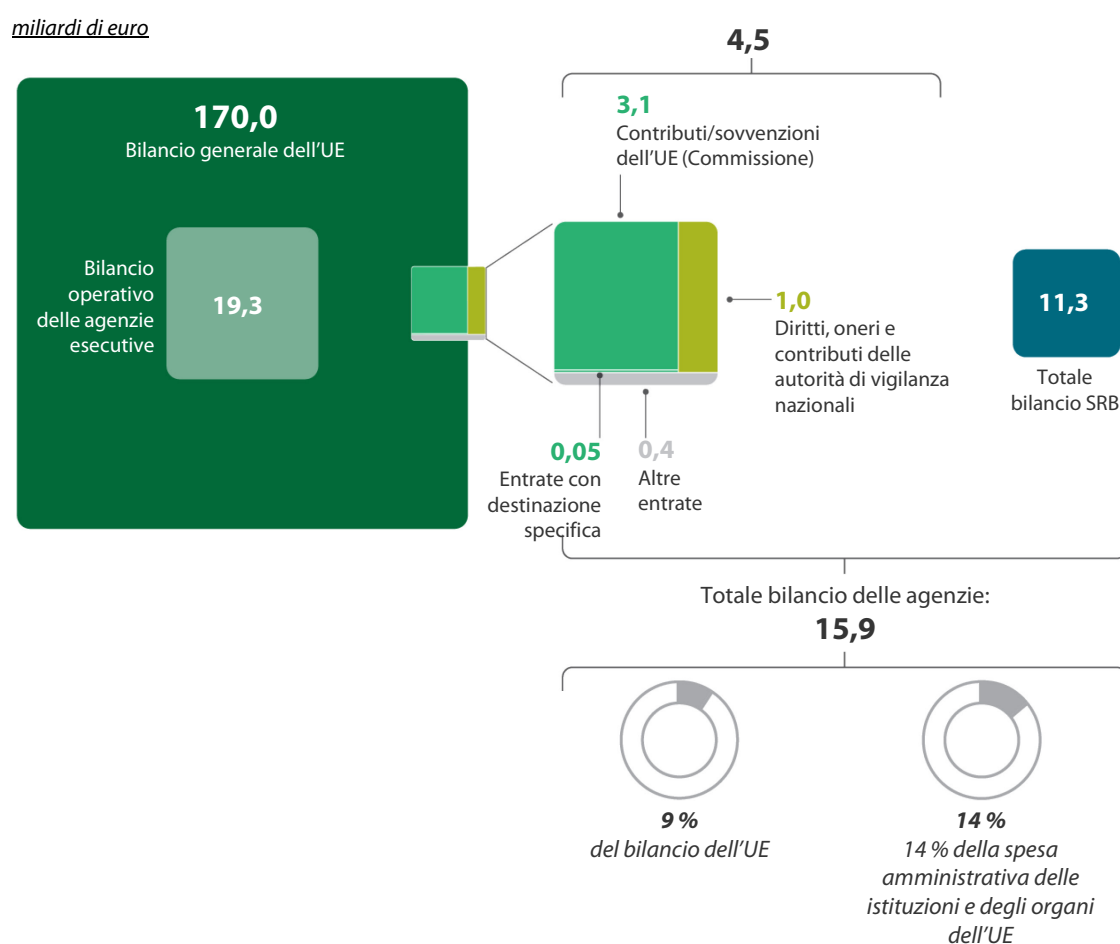 miliardi di euro
4,5
170,0
Bilancio generale dell'UE
3,1
Contributi/sovvenzioni
dell'UE (Commissione)
Bilancio
operativo
delle agenzie
esecutive
19,3
1,0
Diritti, oneri e
contributi delle
autorità di vigilanza
nazionali
11,3
Totale
bilancio SRB
0,05
Entrate con
destinazione
specifica
0,4
Altre
entrate
Totale bilancio delle agenzie:
15,9
9 %
del bilancio dell'UE
14 %
14 % della spesa
amministrativa delle
istituzioni e degli organi
dell'UE